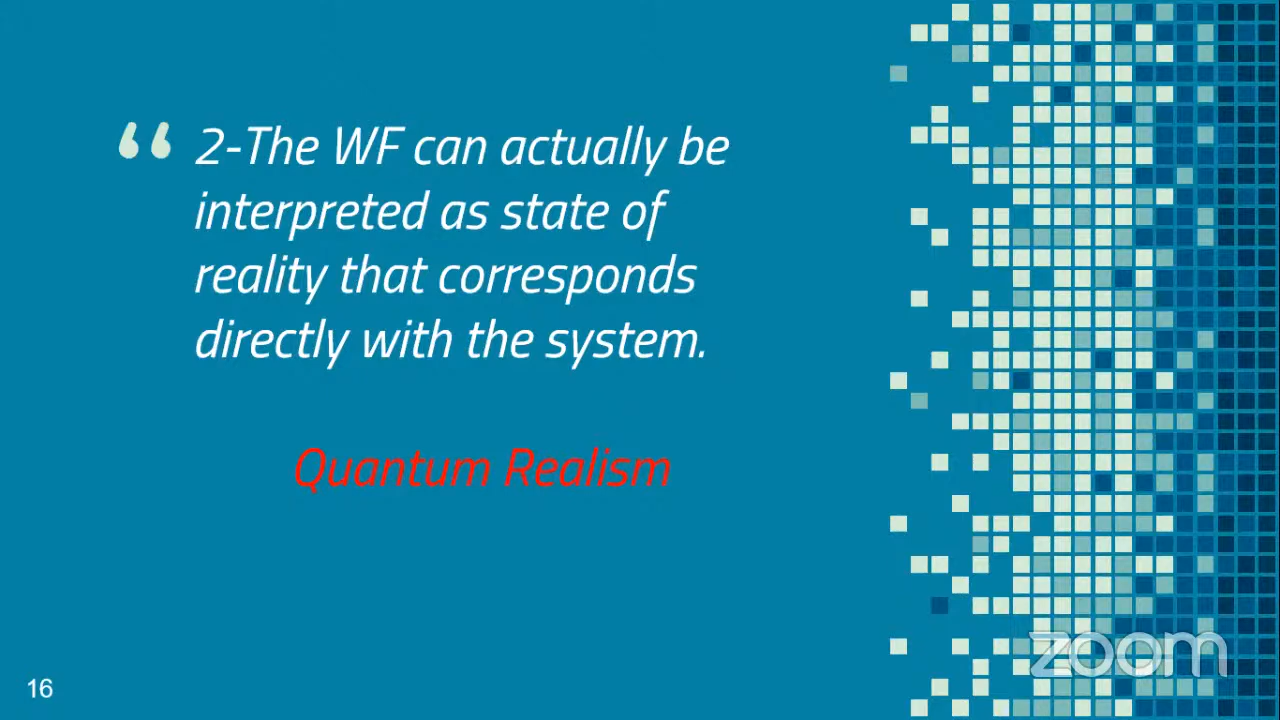 “ 2-The WF can actually be
interpreted as state of
reality that corresponds
directly with the system.
Quantum Realism
zoom
16